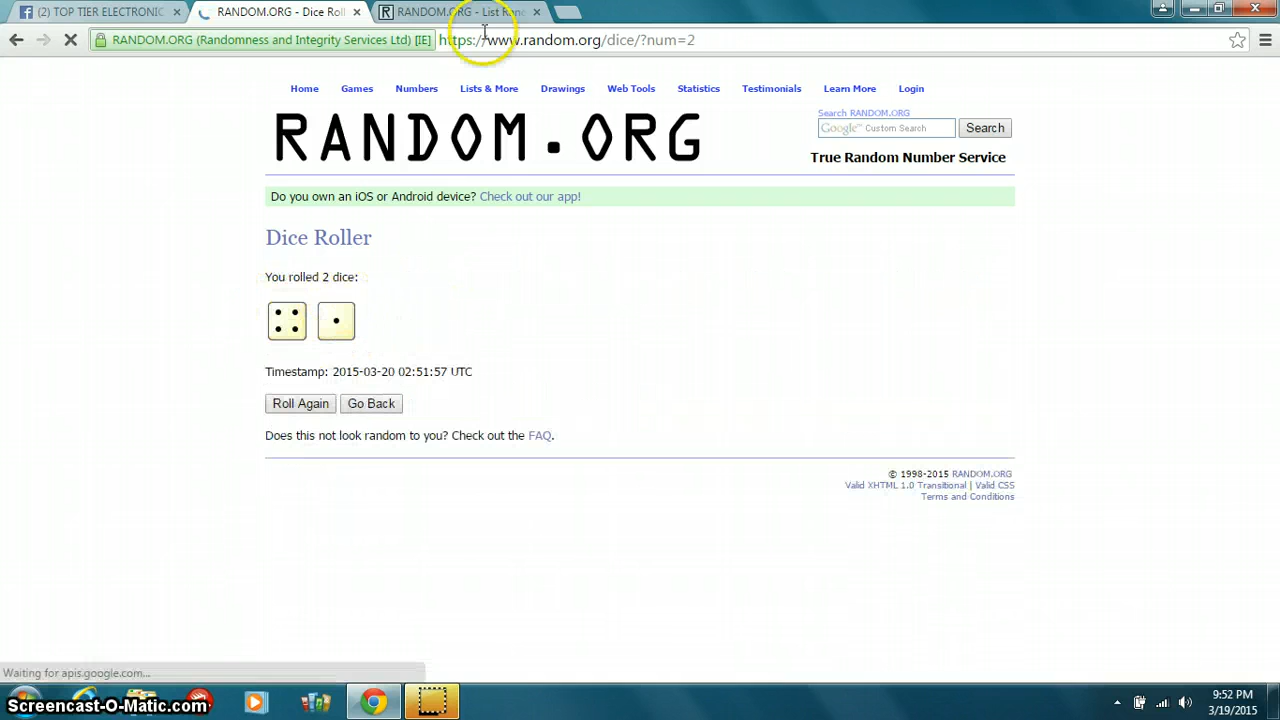 (2) TOP TIER ELECTRONIC
RANDOM.ORG - Dice Roll
RANDOM.ORG - List Ran
RANDOM.ORG (Randomness and Integrity Services Ltd) [IE]
https://www.random.org/dice/?num=2
Home Games Numbers Lists & More Drawings Web Tools Statistics Testimonials Learn More Login
RANDOM.ORG
Search RANDOM.ORG
Google™ Custom Search
Search
True Random Number Service
Do you own an iOS or Android device? Check out our app!
Dice Roller
You rolled 2 dice:
Timestamp: 2015-03-20 02:51:57 UTC
Roll Again Go Back
Does this not look random to you? Check out the FAQ.
© 1998-2015 RANDOM.ORG
Valid XHTML 1.0 Transitional | Valid CSS
Terms and Conditions
Waiting for apis.google.com...
Screencast-O-Matic.com
9:52 PM
3/19/2015